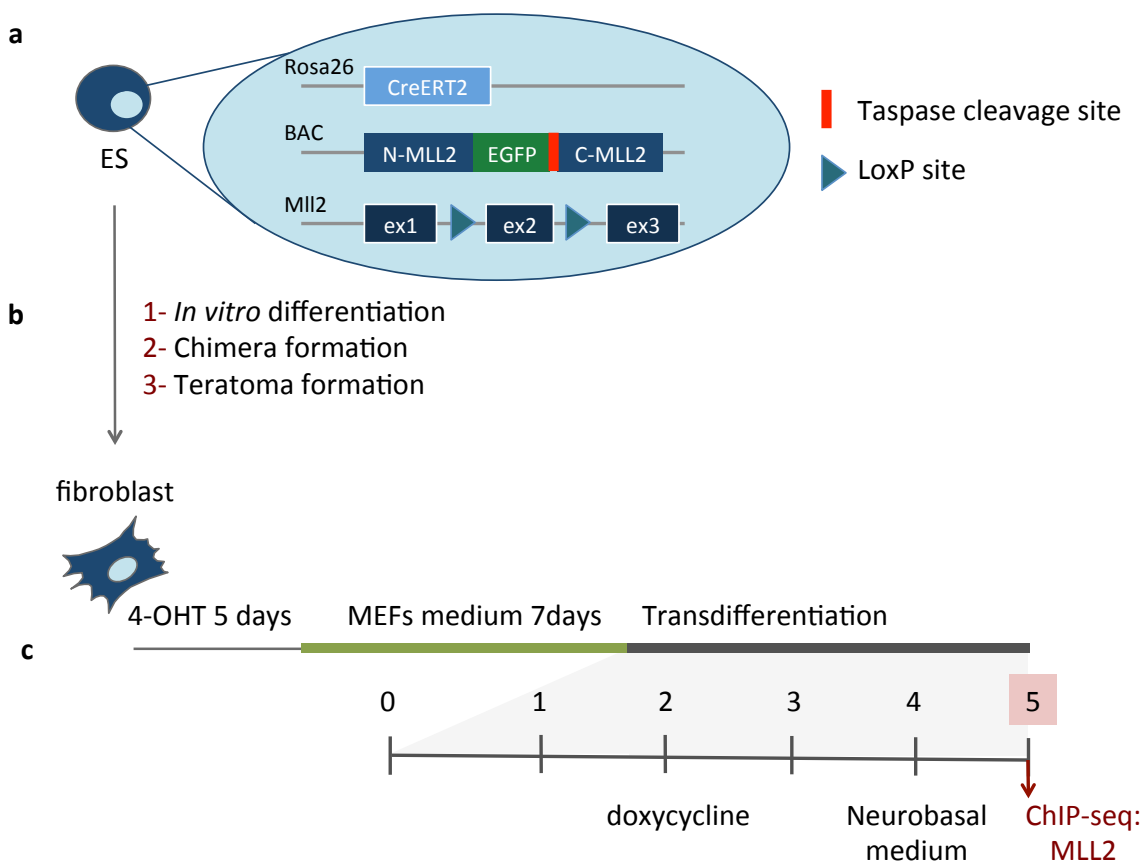 a
Rosa26
CreERT2
BAC
N-MLL2 EGFP C-MLL2
Mll2
ex1 ex2 ex3
ES
Taspase cleavage site
LoxP site
b
1- In vitro differentiation
2- Chimera formation
3- Teratoma formation
fibroblast
4-OHT 5 days MEFs medium 7days Transdifferentiation
c
0 1 2 3 4 5
doxycycline Neurobasal ChIP-seq:
medium MLL2